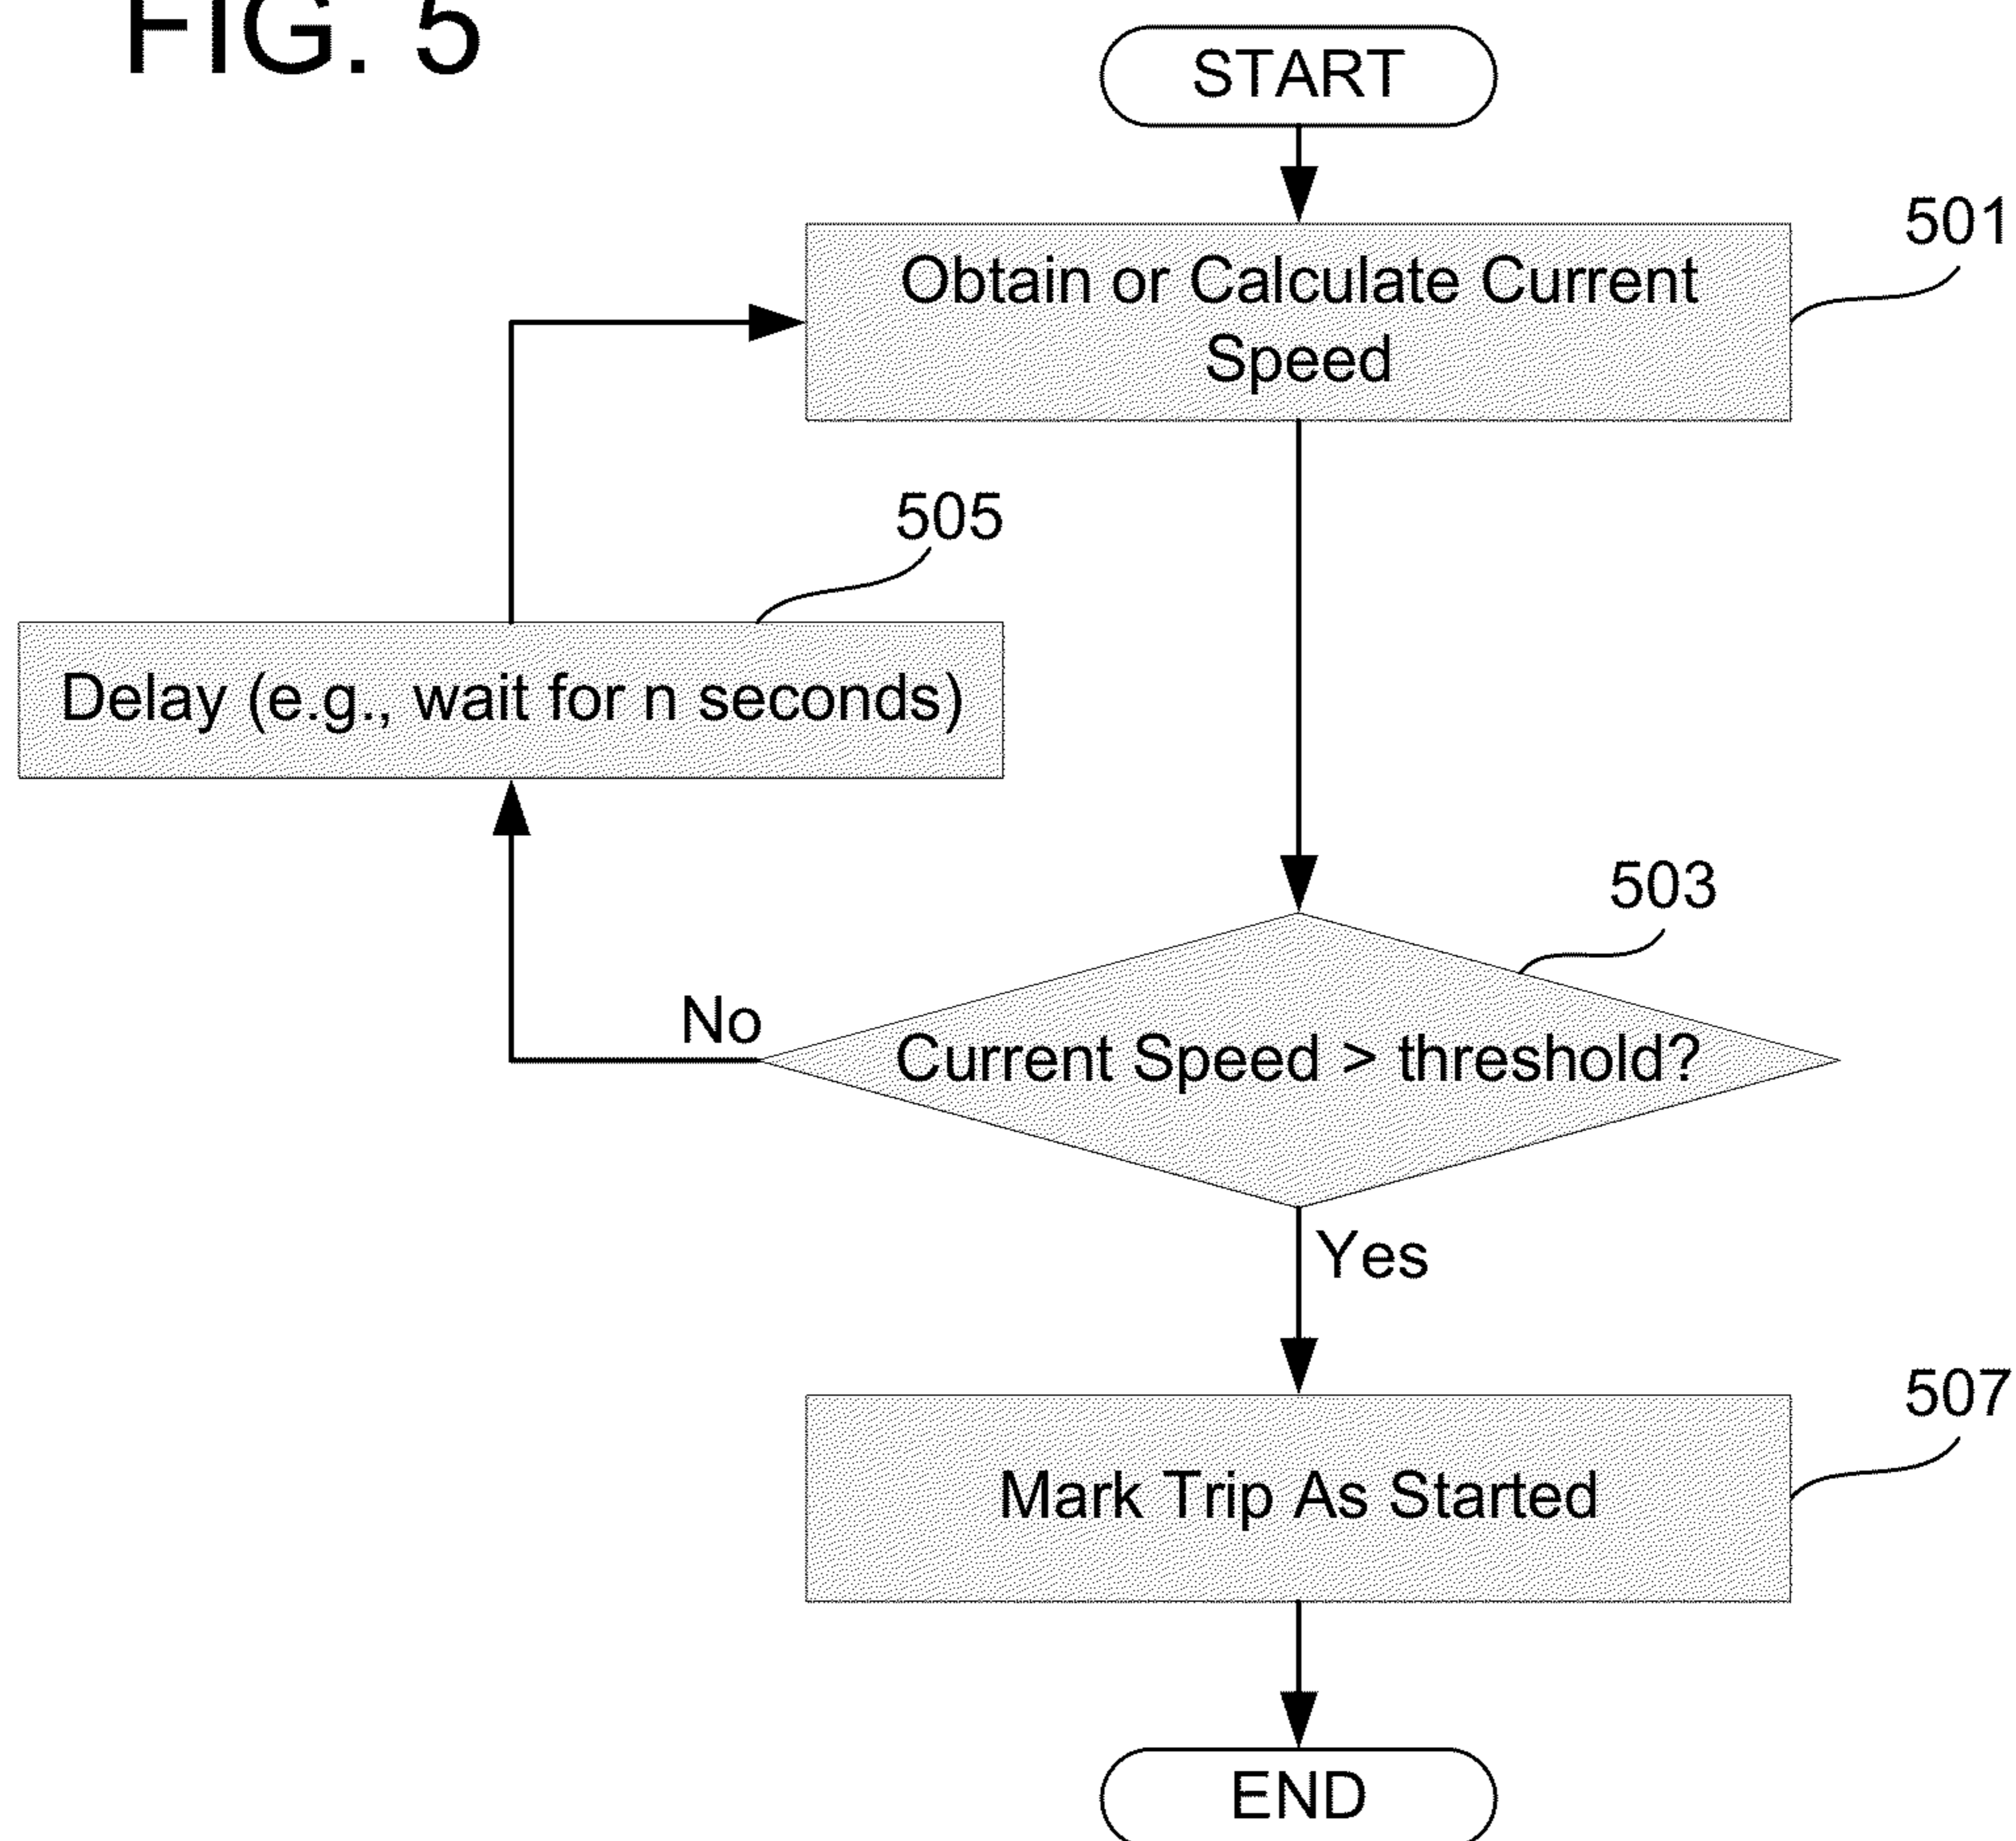 FIG. 5
START
501
Obtain or Calculate Current
Speed
505
Delay (e.g., wait for n seconds)
503
No
Current Speed > threshold?
Yes
507
Mark Trip As Started
END